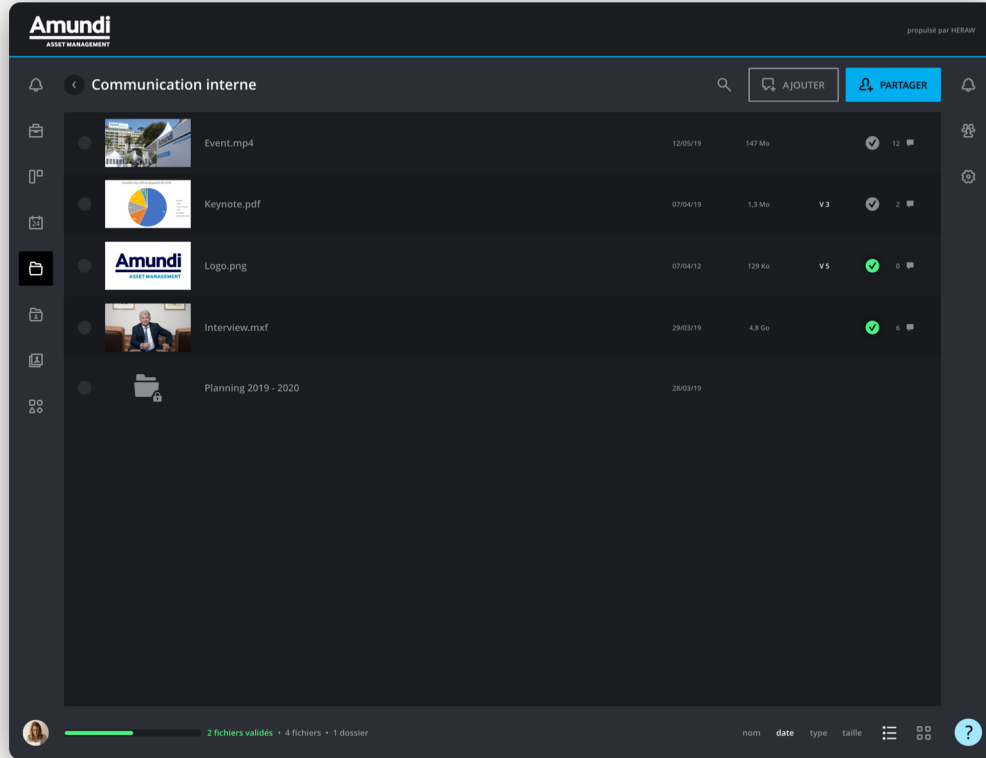 Amundi
ASSET MANAGEMENT
propulsé par HERAW
Communication interne
AJOUTER
PARTAGER
Event.mp4 12/05/19 147 Mo 12
Keynote.pdf 07/04/19 1,3 Mo V 3 2
24
Amundi
ASSET MANAGEMENT
Logo.png 07/04/12 129 Ko V 5 0
Interview.mxf 29/03/19 4,8 Go 6
Planning 2019 - 2020 28/03/19
2 fichiers validés • 4 fichiers • 1 dossier
nom date type taille
?